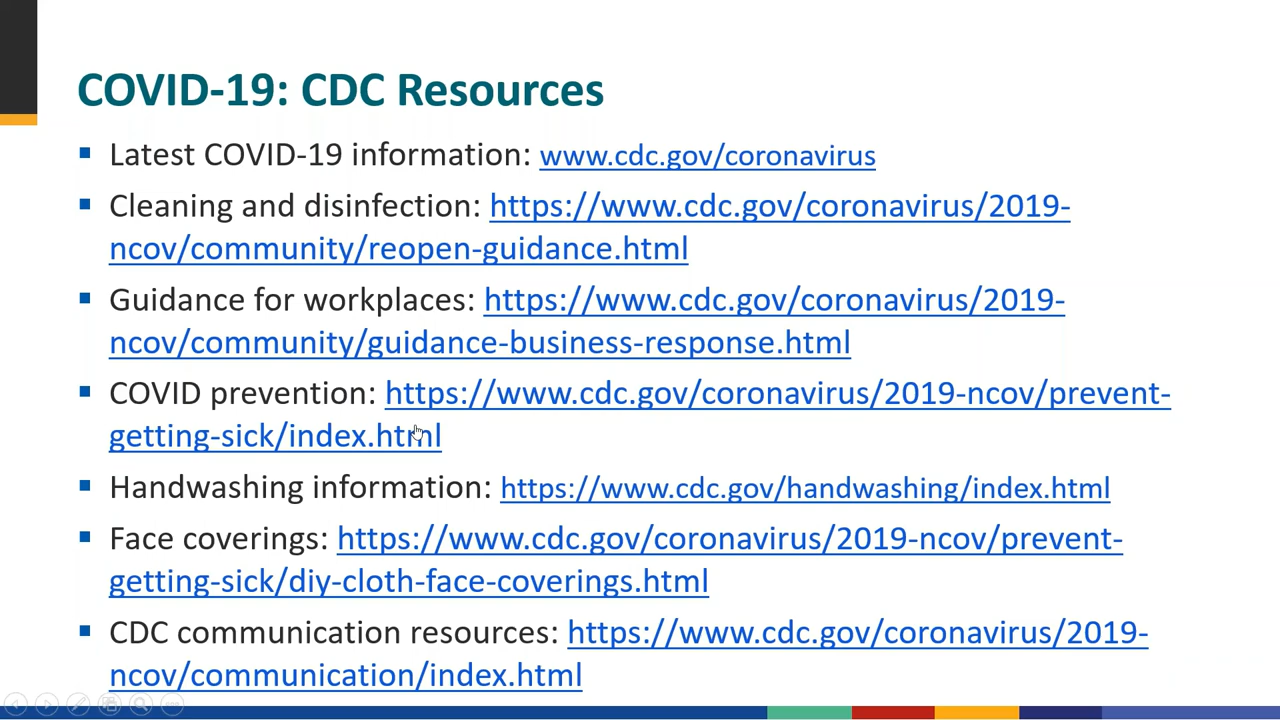 COVID-19: CDC Resources
Latest COVID-19 information: www.cdc.gov/coronavirus
Cleaning and disinfection: https://www.cdc.gov/coronavirus/2019-
ncov/community/reopen-guidance.html
Guidance for workplaces: https://www.cdc.gov/coronavirus/2019-
ncov/community/guidance-business-response.html
COVID prevention: https://www.cdc.gov/coronavirus/2019-ncov/prevent-
getting-sick/index.html
Handwashing information: https://www.cdc.gov/handwashing/index.html
Face coverings: https://www.cdc.gov/coronavirus/2019-ncov/prevent-
getting-sick/diy-cloth-face-coverings.html
CDC communication resources: https://www.cdc.gov/coronavirus/2019-
ncov/communication/index.html